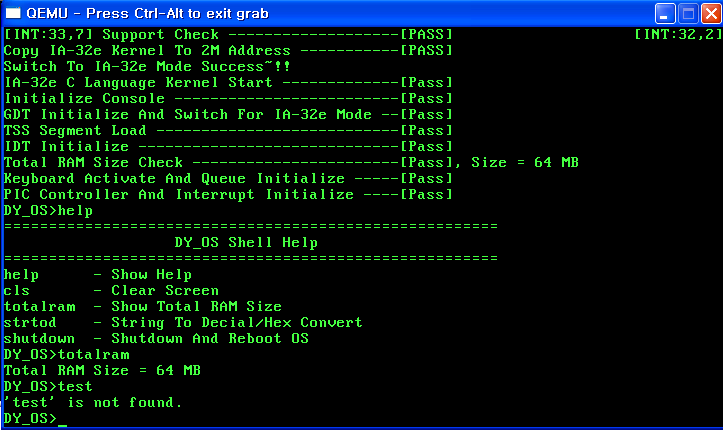 QEMU - Press Ctrl-Alt to exit grab
[INT:33,7] Support Check -------------------[PASS] [INT:32,2]
Copy IA-32e Kernel To 2M Address -----------[PASS]
Switch To IA-32e Mode Success~!!
IA-32e C Language Kernel Start -------------[Pass]
Initialize Console -------------------------[Pass]
GDT Initialize And Switch For IA-32e Mode --[Pass]
TSS Segment Load ---------------------------[Pass]
IDT Initialize -----------------------------[Pass]
Total RAM Size Check -----------------------[Pass], Size = 64 MB
Keyboard Activate And Queue Initialize -----[Pass]
PIC Controller And Interrupt Initialize ----[Pass]
DY_OS>help
=======================================================
DY_OS Shell Help
=======================================================
help - Show Help
cls - Clear Screen
totalram - Show Total RAM Size
strtod - String To Decial/Hex Convert
shutdown - Shutdown And Reboot OS
DY_OS>totalram
Total RAM Size = 64 MB
DY_OS>test
'test' is not found.
DY_OS>_